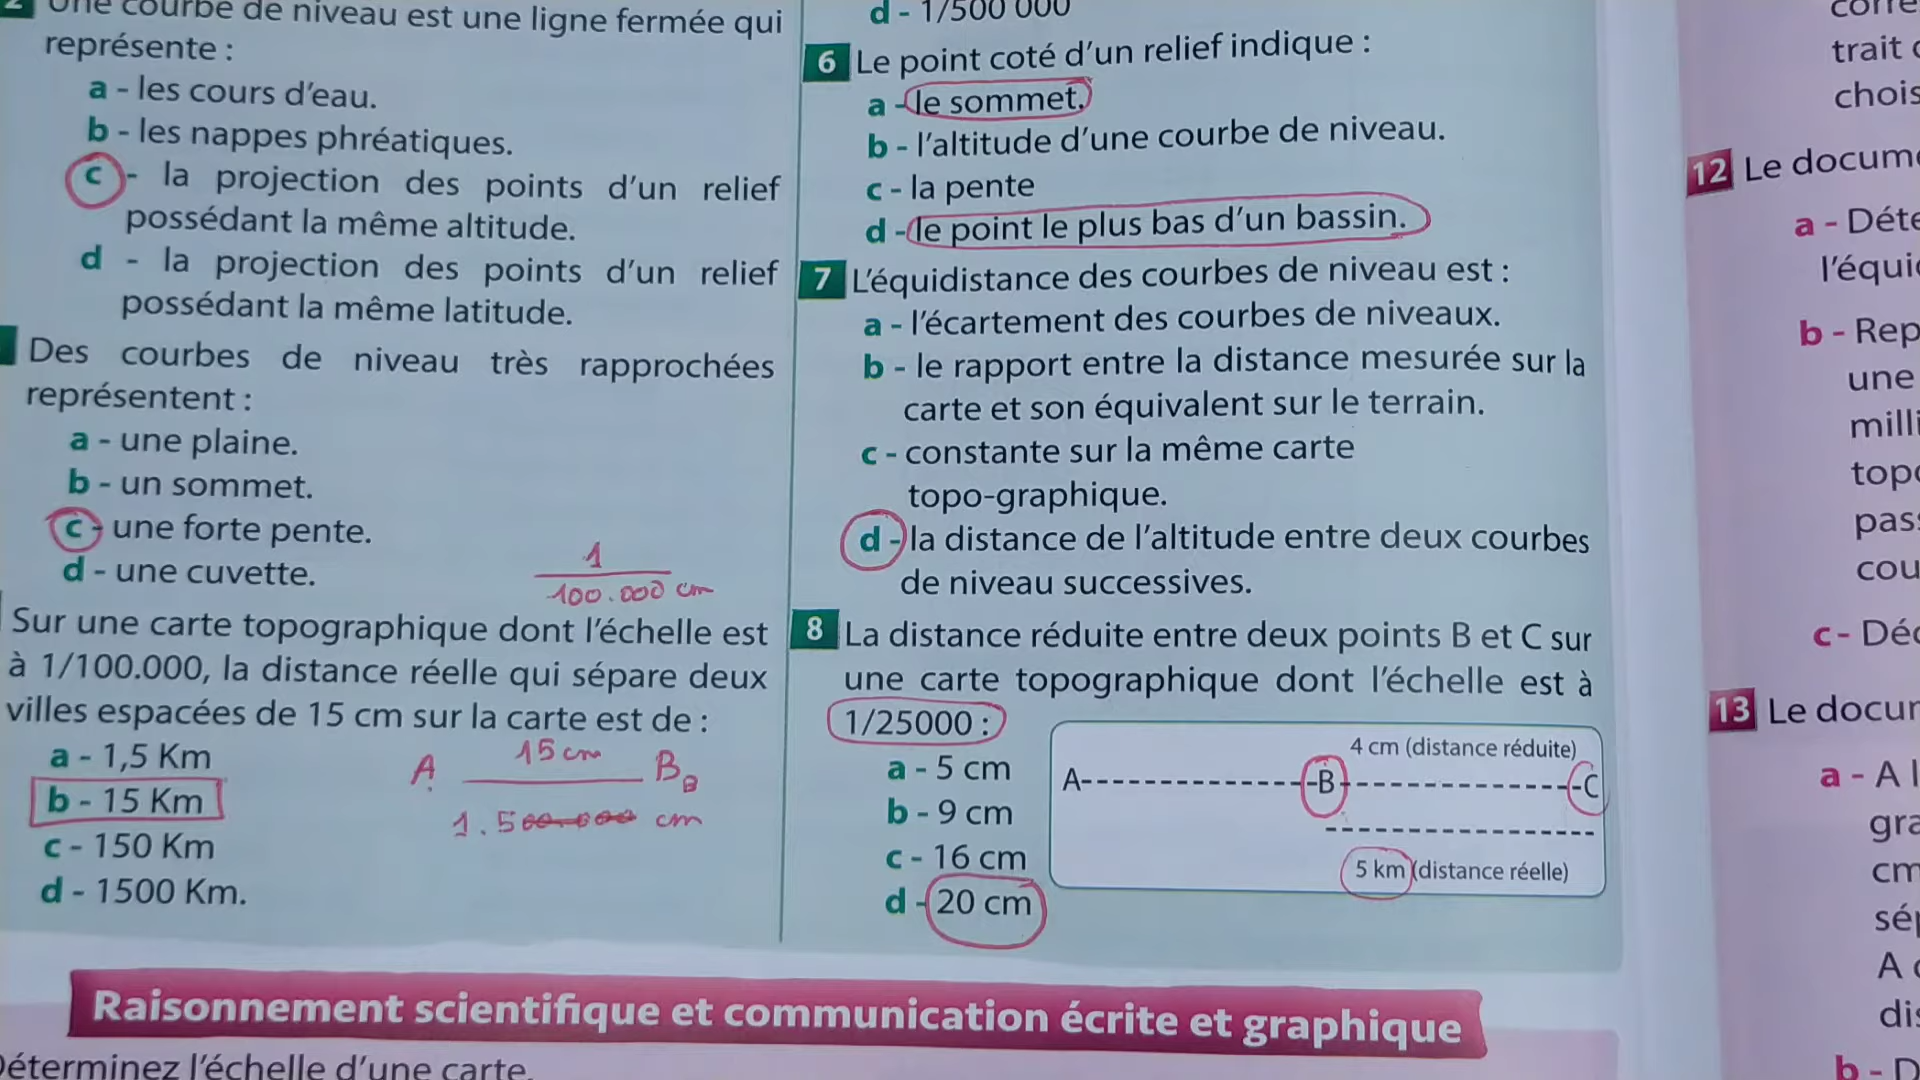 2 Une courbe de niveau est une ligne fermée qui
représente :
a - les cours d'eau.
b - les nappes phréatiques.
c - la projection des points d'un relief
possédant la même altitude.
d - la projection des points d'un relief
possédant la même latitude.
Des courbes de niveau très rapprochées
représentent :
a - une plaine.
b - un sommet.
c - une forte pente.
d - une cuvette.
1
100.000 cm
Sur une carte topographique dont l'échelle est
à 1/100.000, la distance réelle qui sépare deux
villes espacées de 15 cm sur la carte est de :
a - 1,5 Km
b - 15 Km
c - 150 Km
d - 1500 Km.
A 15 cm B B
1.500.000 cm
d - 1/500 000
6 Le point coté d'un relief indique :
a - le sommet.
b - l'altitude d'une courbe de niveau.
c - la pente
d - le point le plus bas d'un bassin.
7 L'équidistance des courbes de niveau est :
a - l'écartement des courbes de niveaux.
b - le rapport entre la distance mesurée sur la
carte et son équivalent sur le terrain.
c - constante sur la même carte
topo-graphique.
d - la distance de l'altitude entre deux courbes
de niveau successives.
8 La distance réduite entre deux points B et C sur
une carte topographique dont l'échelle est à
1/25000 :
a - 5 cm
b - 9 cm
c - 16 cm
d - 20 cm
4 cm (distance réduite)
A B C
5 km (distance réelle)
Raisonnement scientifique et communication écrite et graphique
Déterminez l'échelle d'une carte.
trait
chois
12 Le docum
a - Déte
l'équi
b - Rep
une
milli
topo
pass
cou
c - Déc
13 Le docur
a - A l
gra
cm
sép
A
dis
b - D